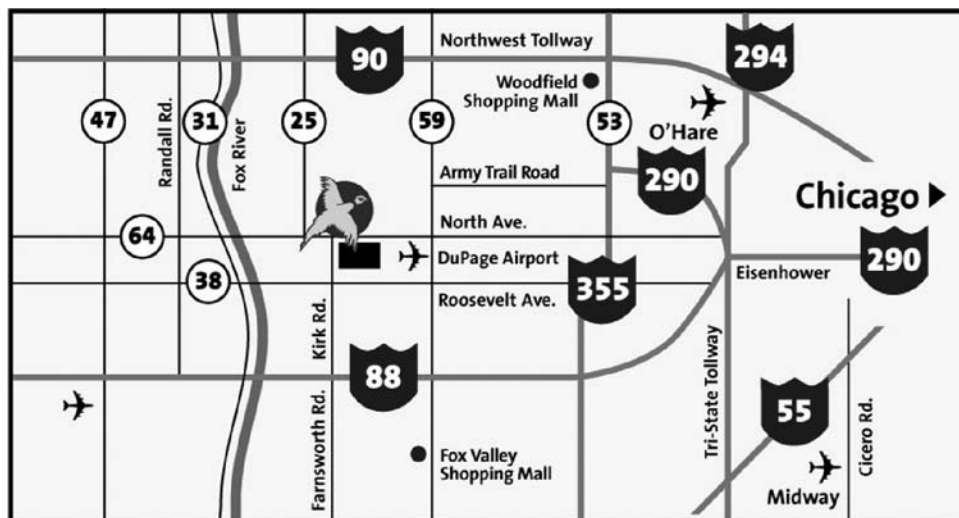 90
Northwest Tollway
294
Woodfield
Shopping Mall
47
Randall Rd.
31
Fox River
25
59
53
O'Hare
Army Trail Road
290
Chicago
64
North Ave.
38
DuPage Airport
Eisenhower
290
Roosevelt Ave.
355
Kirk Rd.
88
Tri-State Tollway
55
Cicero Rd.
Farnsworth Rd.
Fox Valley
Shopping Mall
Midway